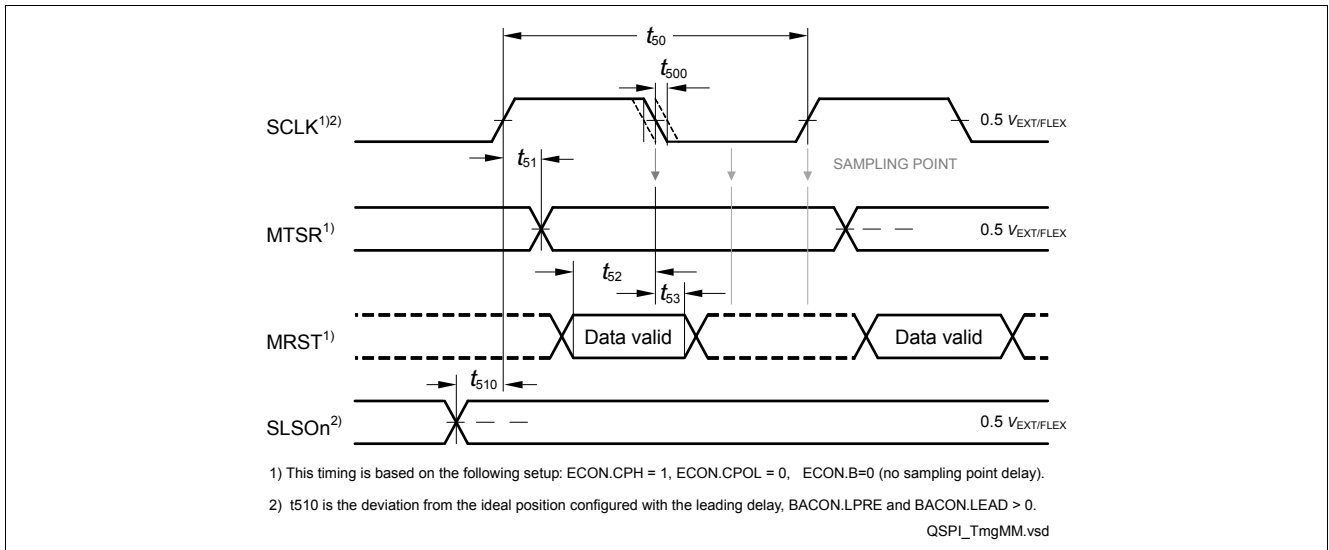 t50
t500
SCLK1)2)
0.5 VEXT/FLEX
t51
SAMPLING POINT
MTSR1)
0.5 VEXT/FLEX
t52
t53
MRST1)
Data valid
Data valid
t510
SLSOn2)
0.5 VEXT/FLEX
1) This timing is based on the following setup: ECON.CPH = 1, ECON.CPOL = 0, ECON.B=0 (no sampling point delay).
2) t510 is the deviation from the ideal position configured with the leading delay, BACON.LPRE and BACON.LEAD > 0.
QSPI_TmgMM.vsd